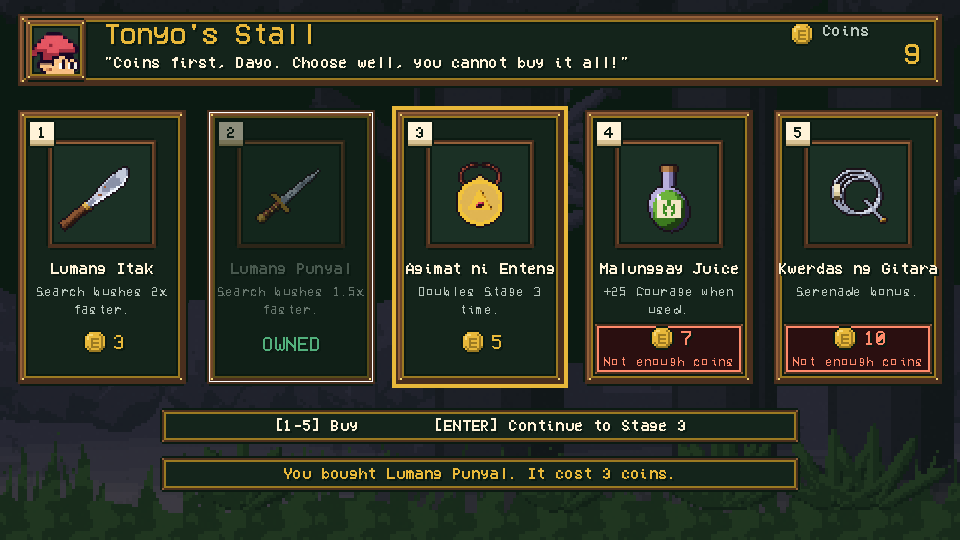 Tonyo's Stall
"Coins first, Dayo. Choose well, you cannot buy it all!"
Coins
9
1
Lumang Itak
Search bushes 2x
faster.
3
2
Lumang Punyal
Search bushes 1.5x
faster.
OWNED
3
Agimat ni Enteng
Doubles Stage 3
time.
5
4
M
Malunggay Juice
+25 Courage when
used.
7
Not enough coins
5
Kwerdas ng Gitara
Serenade bonus.
10
Not enough coins
[1-5] Buy
[ENTER] Continue to Stage 3
You bought Lumang Punyal. It cost 3 coins.